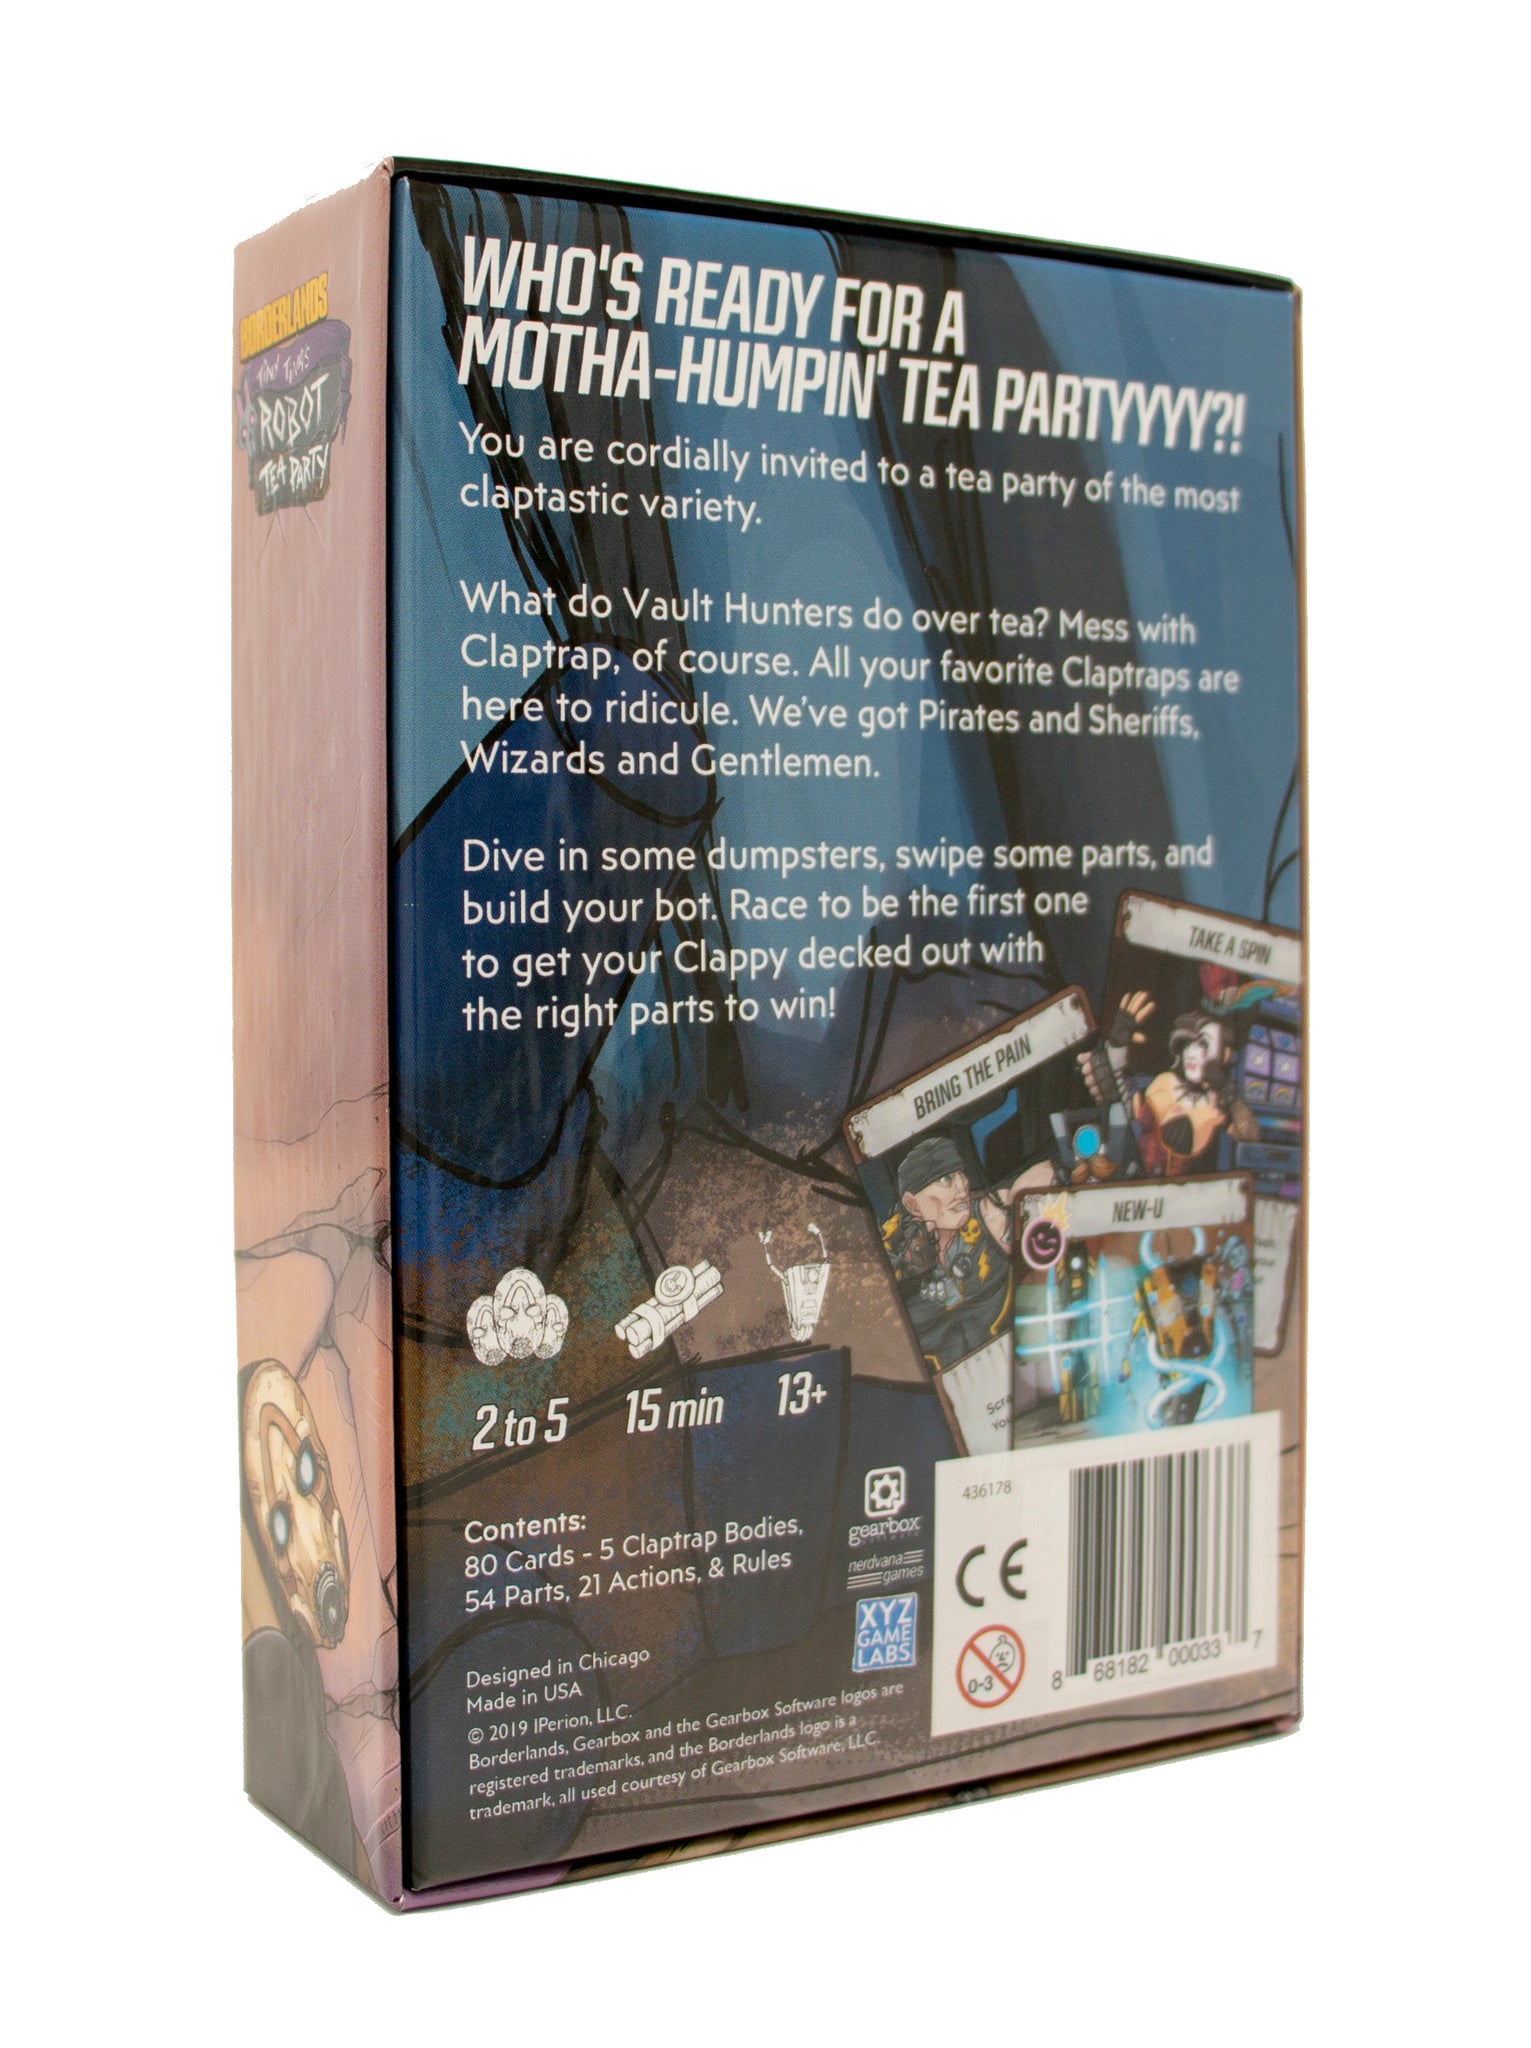 BORDERLANDS
TINY TINA'S
ROBOT
TEA PARTY
WHO'S READY FOR A
MOTHA-HUMPIN' TEA PARTYYYYY?!
You are cordially invited to a tea party of the most
claptastic variety.
What do Vault Hunters do over tea? Mess with
Claptrap, of course. All your favorite Claptraps are
here to ridicule. We've got Pirates and Sheriffs,
Wizards and Gentlemen.
Dive in some dumpsters, swipe some parts, and
build your bot. Race to be the first one
to get your Clappy decked out with
the right parts to win!
TAKE A SPIN
BRING THE PAIN
NEW-U
2 to 5
15 min
13+
Contents:
80 Cards - 5 Claptrap Bodies,
54 Parts, 21 Actions, & Rules
gearbox
SOFTWARE
nerdvana
games
XYZ
GAME
LABS
436178
CE
0-3
8 68182 00033 7
Designed in Chicago
Made in USA
© 2019 IPerion, LLC.
Borderlands, Gearbox and the Gearbox Software logos are
registered trademarks, and the Borderlands logo is a
trademark, all used courtesy of Gearbox Software, LLC.